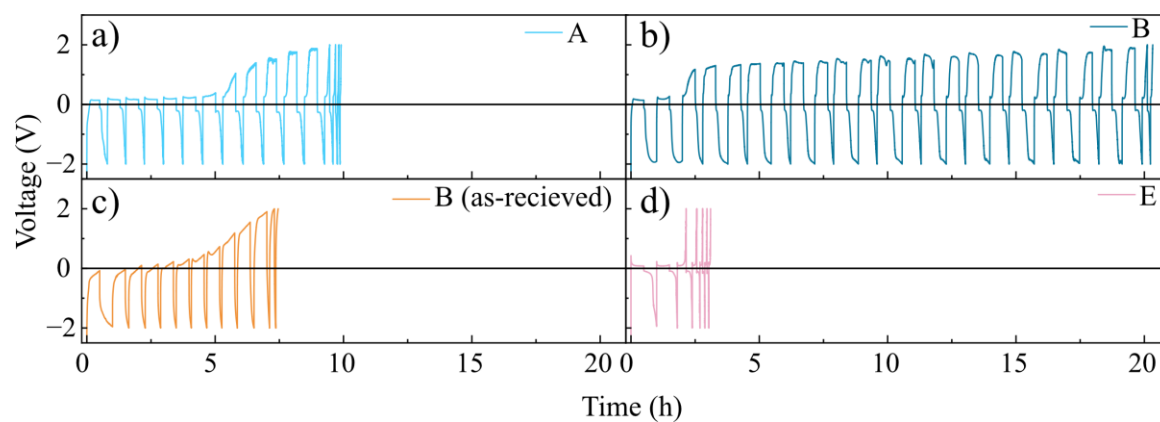 a) A
b) B
2
0
−2
c) B (as-recieved)
d) E
2
0
−2
Voltage (V)
0 5 10 15 20 0 5 10 15 20
Time (h)